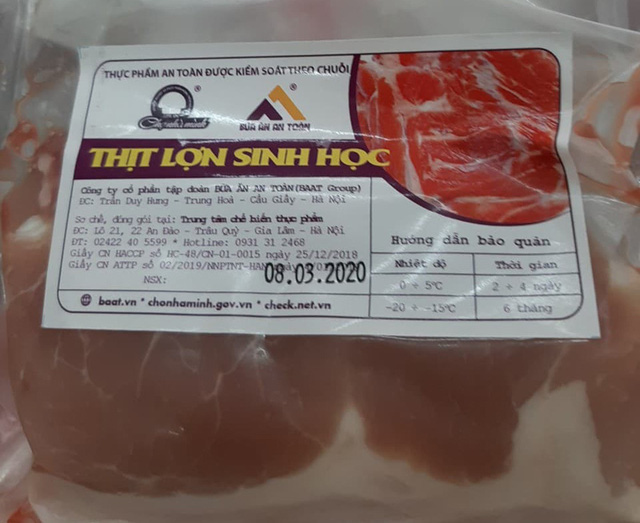 THỰC PHẨM AN TOÀN ĐƯỢC KIỂM SOÁT THEO CHUỖI
BỮA ĂN AN TOÀN
THỊT LỢN SINH HỌC
Công ty cổ phần tập đoàn BỮA ĂN AN TOÀN(BAAT Group)
ĐC: Trần Duy Hưng - Trung Hoà - Cầu Giấy - Hà Nội
Sơ chế, đóng gói tại: Trung tâm chế biến thực phẩm
ĐC: Lô 21, 22 An Đào - Trâu Quỳ - Gia Lâm - Hà Nội
ĐT: 02422 40 5599 * Hotline: 0931 31 2468
Giấy CN HACCP số HC-48/CN-01-0015 ngày 25/12/2018
Giấy CN ATTP số 02/2019/NNPTNT-HAN
NSX: 08.03.2020
Hướng dẫn bảo quản
Nhiệt độ Thời gian
0 ÷ 5℃ 2 ÷ 4 ngày
-20 ÷ -15℃ 6 tháng
baat.vn * chonhaminh.gov.vn * check.net.vn